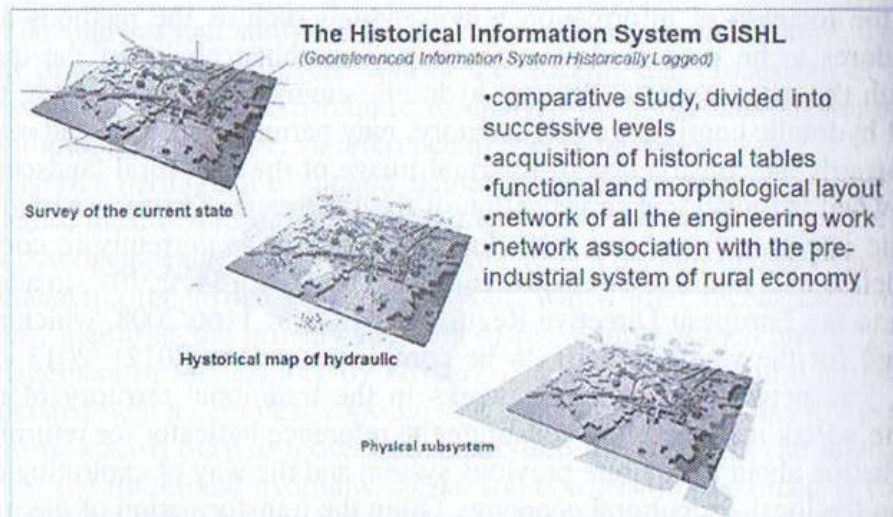 The Historical Information System GISHL
(Georeferenced Information System Historically Logged)
•comparative study, divided into
successive levels
•acquisition of historical tables
•functional and morphological layout
•network of all the engineering work
•network association with the pre-
industrial system of rural economy
Survey of the current state
Hystorical map of hydraulic
Physical subsystem